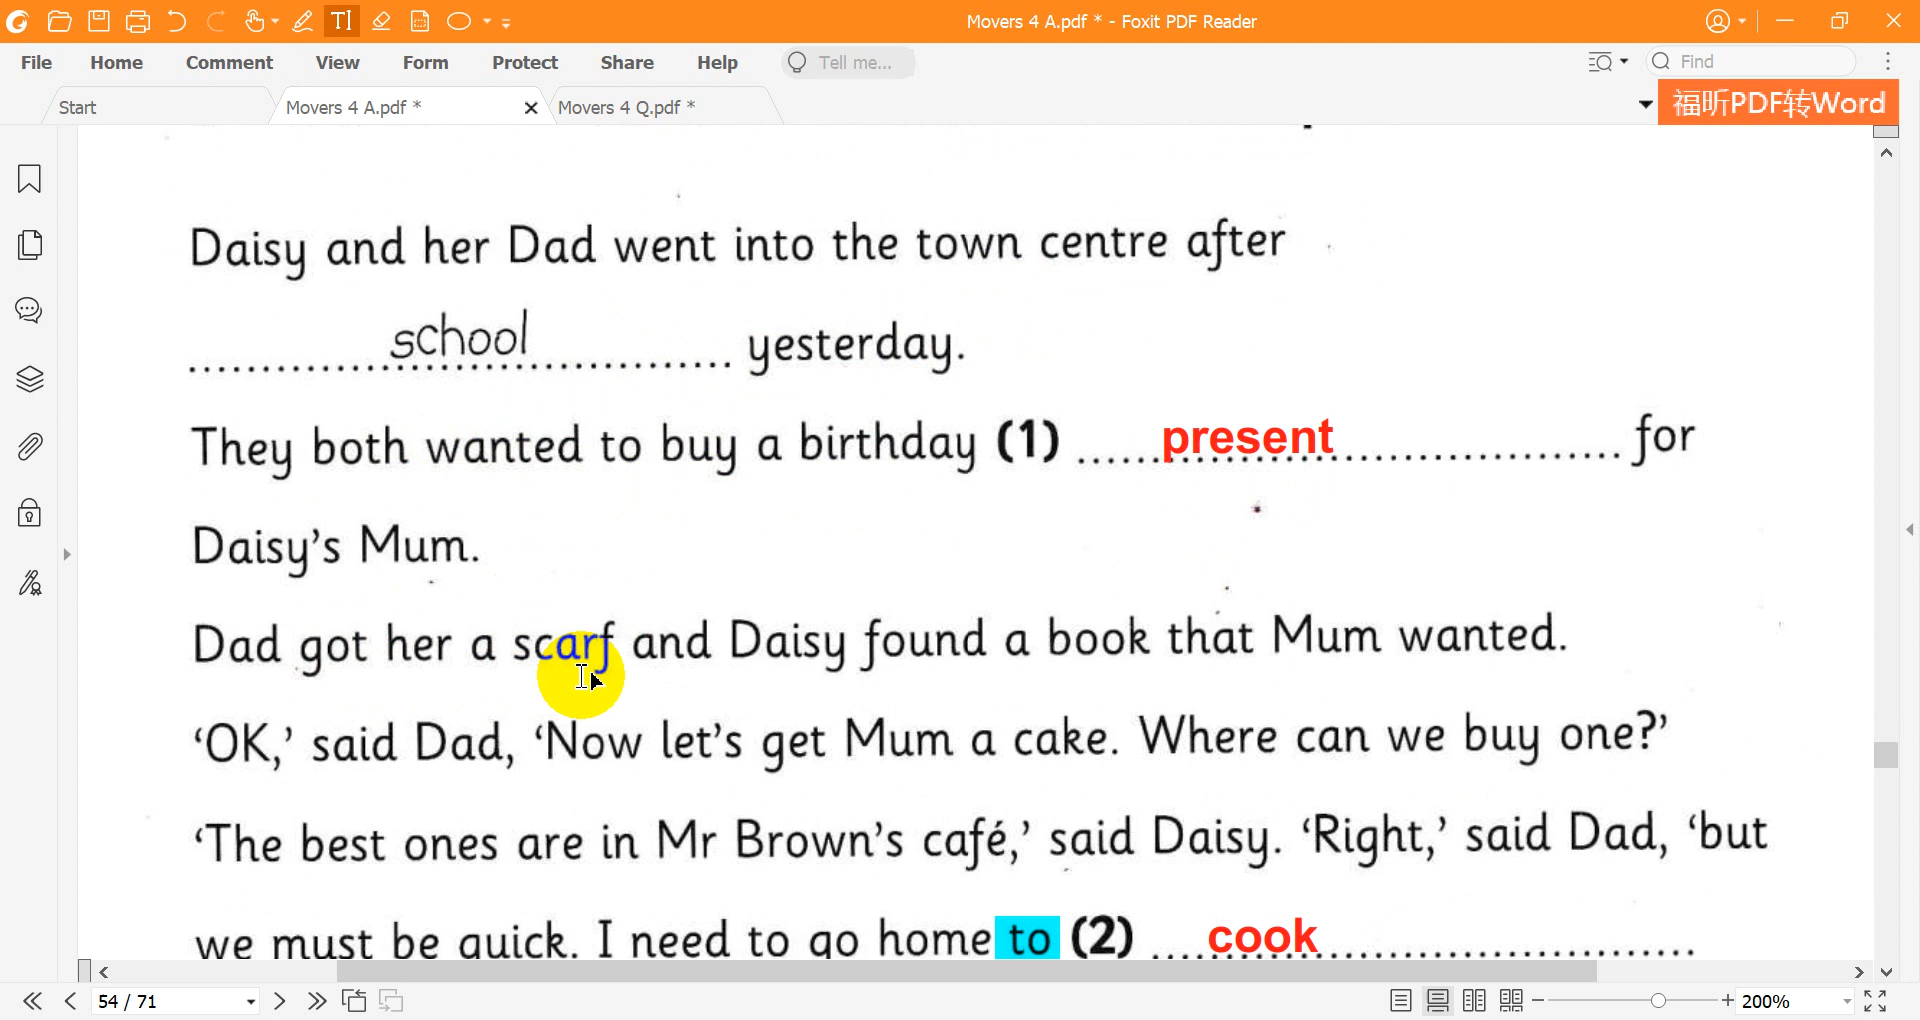 Movers 4 A.pdf * - Foxit PDF Reader
File Home Comment View Form Protect Share Help Tell me... Find
Start Movers 4 A.pdf * Movers 4 Q.pdf * 福昕PDF转Word
Daisy and her Dad went into the town centre after
school yesterday.
They both wanted to buy a birthday (1) present for
Daisy's Mum.
Dad got her a scarf and Daisy found a book that Mum wanted.
'OK,' said Dad, 'Now let's get Mum a cake. Where can we buy one?'
'The best ones are in Mr Brown's café,' said Daisy. 'Right,' said Dad, 'but
we must be quick. I need to go home to (2) cook
54 / 71 200%